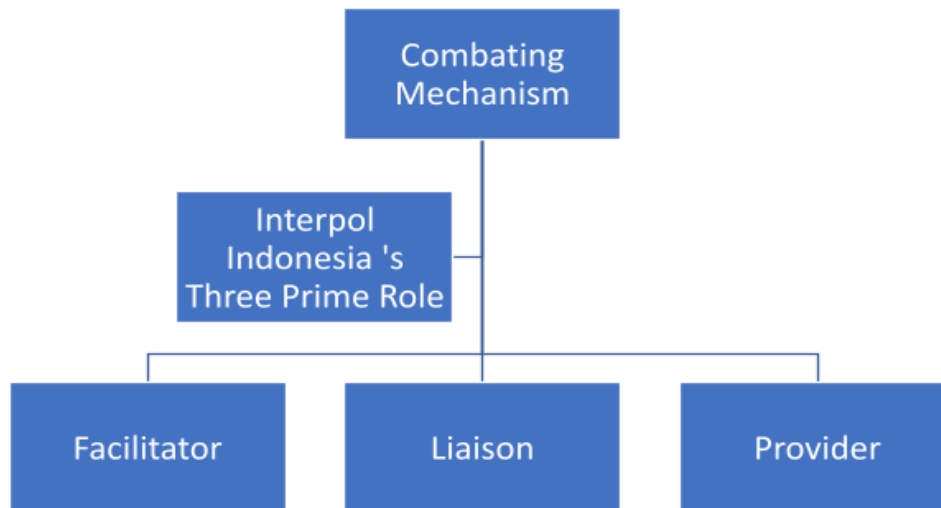 Combating
Mechanism
Interpol
Indonesia 's
Three Prime Role
Facilitator
Liaison
Provider